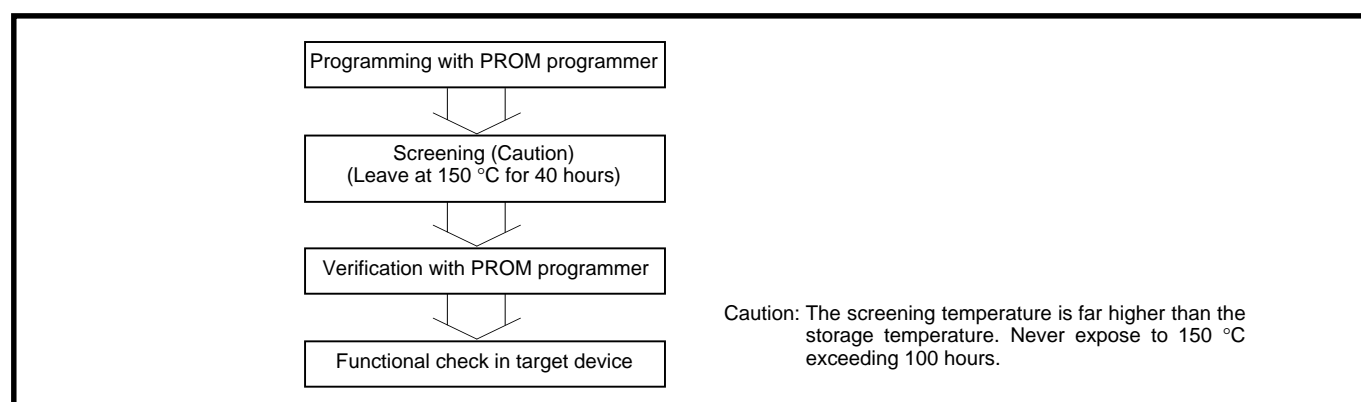 Programming with PROM programmer
Screening (Caution)
(Leave at 150 °C for 40 hours)
Verification with PROM programmer
Functional check in target device
Caution: The screening temperature is far higher than the
storage temperature. Never expose to 150 °C
exceeding 100 hours.